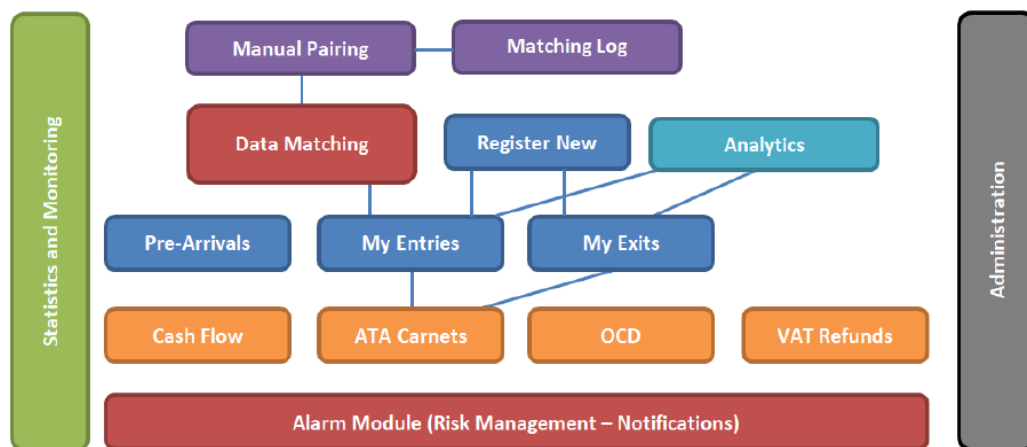 Statistics and Monitoring
Manual Pairing
Matching Log
Data Matching
Register New
Analytics
Pre-Arrivals
My Entries
My Exits
Cash Flow
ATA Carnets
OCD
VAT Refunds
Alarm Module (Risk Management – Notifications)
Administration